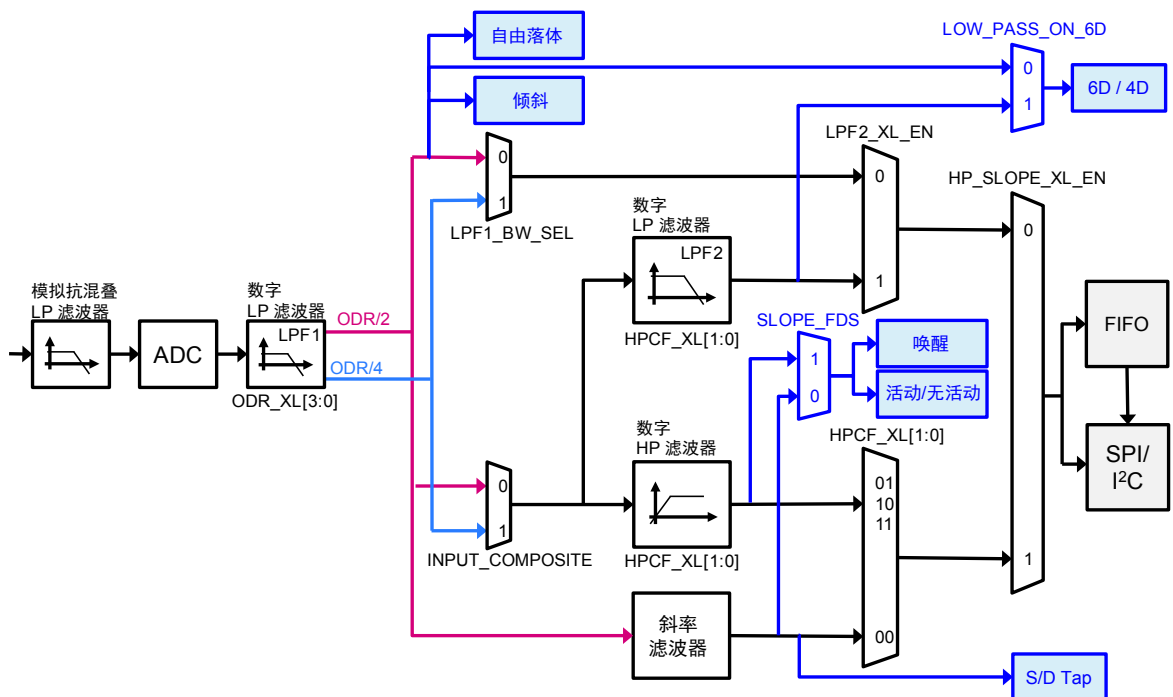 自由落体
LOW_PASS_ON_6D
0
1
6D / 4D
倾斜
LPF2_XL_EN
0
1
LPF1_BW_SEL
0
1
HP_SLOPE_XL_EN
0
1
数字
LP 滤波器
LPF2
HPCF_XL[1:0]
模拟抗混叠
LP 滤波器
ADC
数字
LP 滤波器
LPF1
ODR_XL[3:0]
ODR/2
ODR/4
SLOPE_FDS
1
0
唤醒
活动/无活动
FIFO
SPI/
I²C
HPCF_XL[1:0]
01
10
11
00
数字
HP 滤波器
HPCF_XL[1:0]
0
1
INPUT_COMPOSITE
斜率
滤波器
S/D Tap